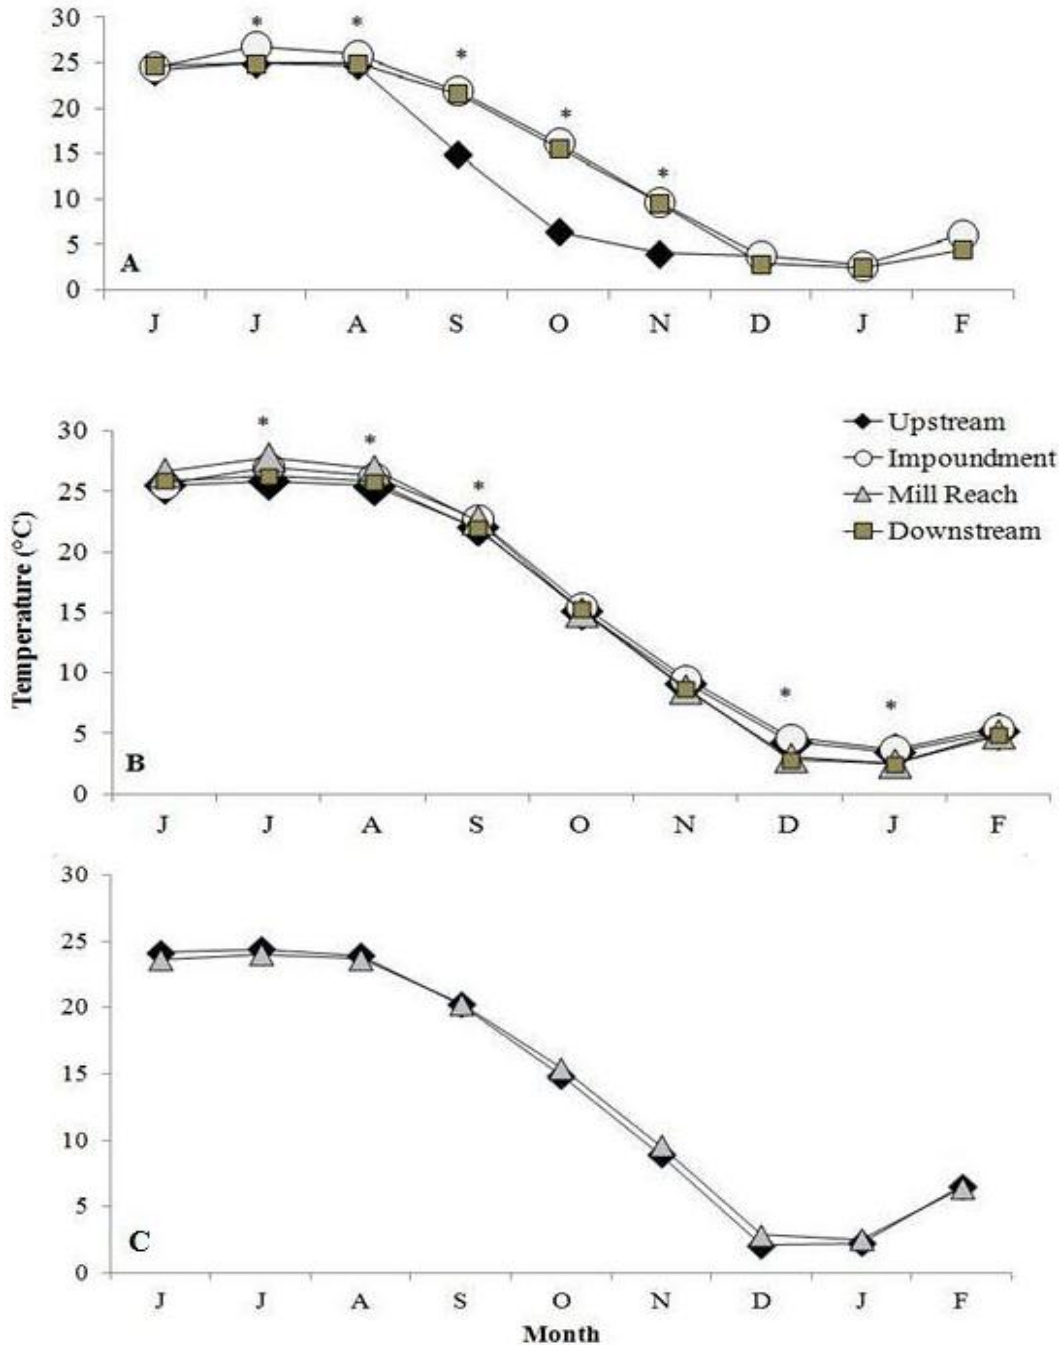 30
25
20
15
10
5
0
A
* * * * *
J J A S O N D J F
Upstream
Impoundment
Mill Reach
Downstream
Temperature (°C)
30
25
20
15
10
5
0
B
* * * * *
J J A S O N D J F
30
25
20
15
10
5
0
C
J J A S O N D J F
Month